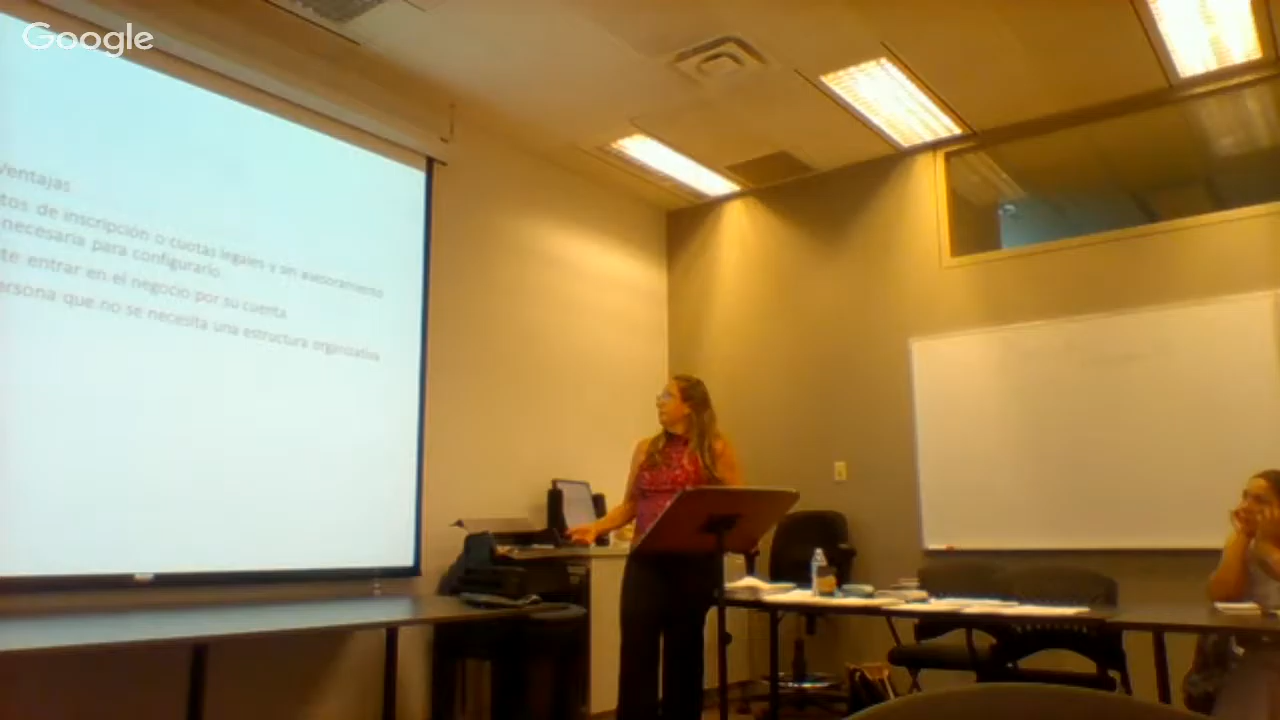 Google
Ventajas
tos de inscripción o cuotas legales y sin asesoramiento
necesaria para configurarlo.
te entrar en el negocio por su cuenta.
ersona que no se necesita una estructura organizativa